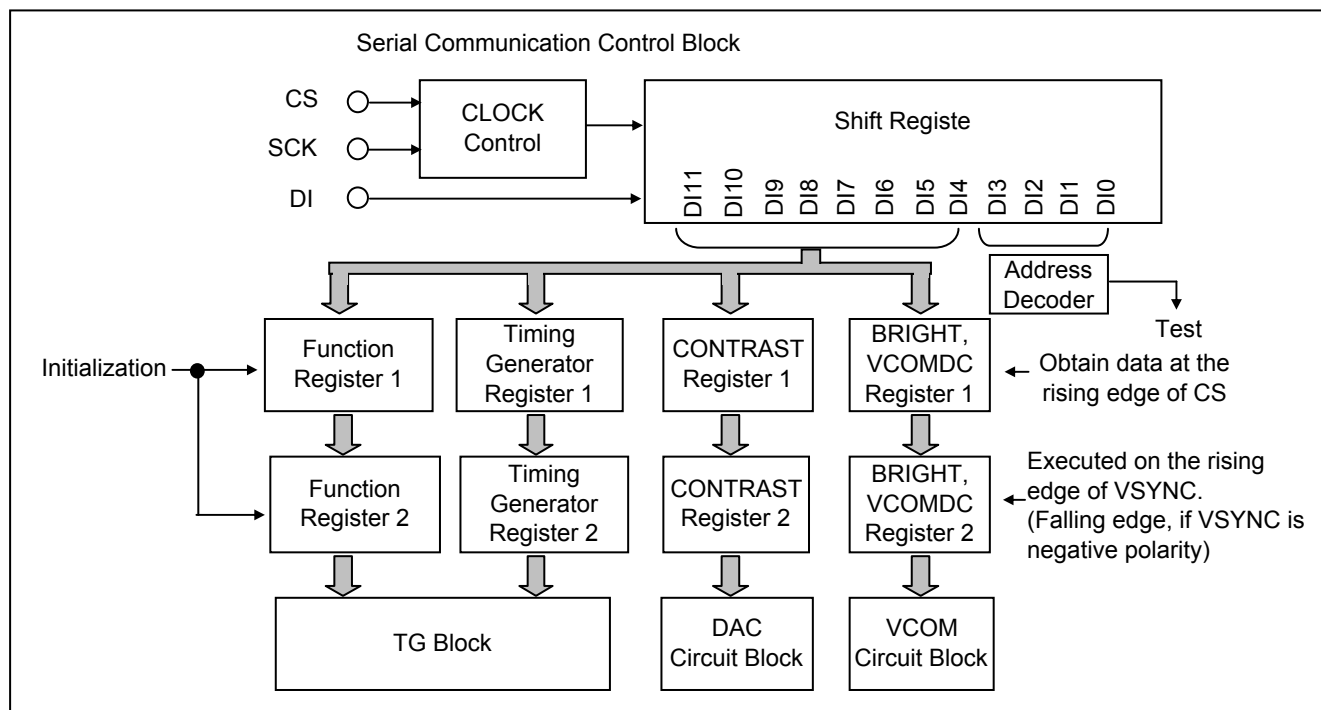 Serial Communication Control Block
CS
SCK
DI
CLOCK
Control
Shift Registe
DI11
DI10
DI9
DI8
DI7
DI6
DI5
DI4
DI3
DI2
DI1
DI0
Address
Decoder
Test
Initialization
Function
Register 1
Timing
Generator
Register 1
CONTRAST
Register 1
BRIGHT,
VCOMDC
Register 1
Obtain data at the
rising edge of CS
Function
Register 2
Timing
Generator
Register 2
CONTRAST
Register 2
BRIGHT,
VCOMDC
Register 2
Executed on the rising
edge of VSYNC.
(Falling edge, if VSYNC is
negative polarity)
TG Block
DAC
Circuit Block
VCOM
Circuit Block